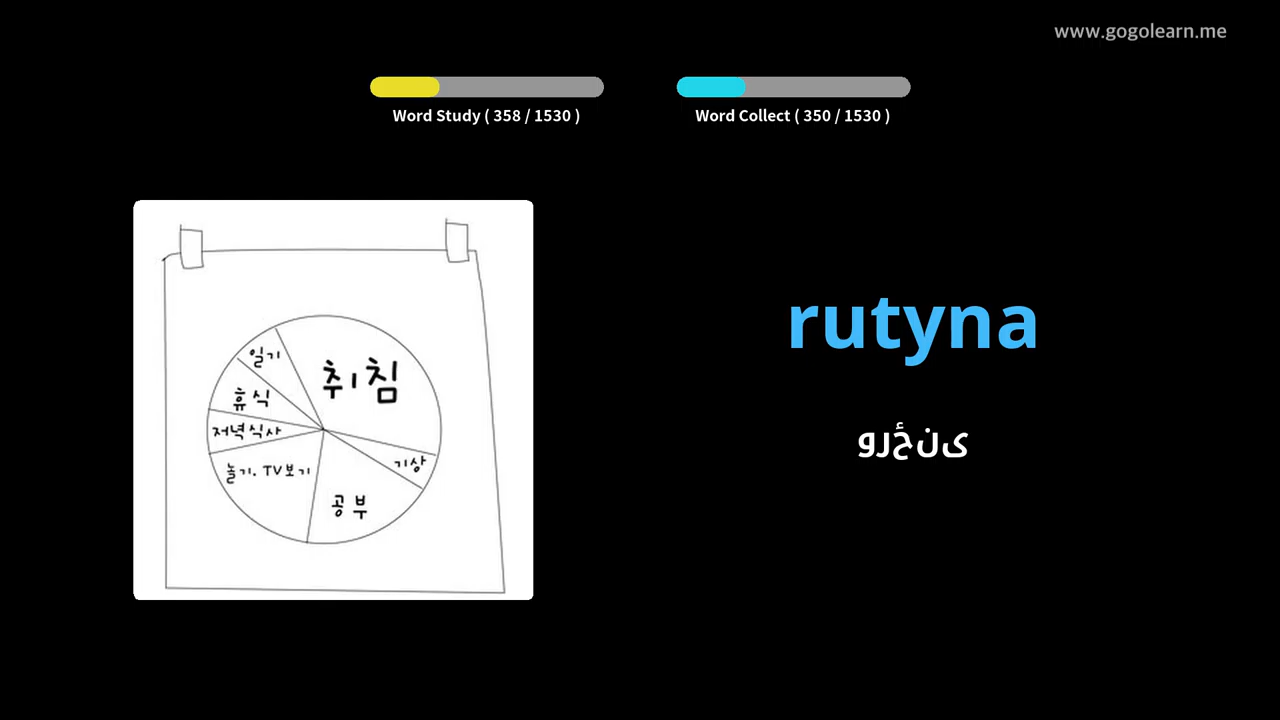 www.gogolearn.me
Word Study ( 358 / 1530 )
Word Collect ( 350 / 1530 )
일기
취침
휴식
저녁식사
기상
놀기. TV보기
공부
rutyna
ینځرو